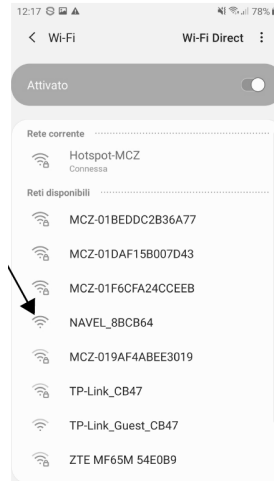 12:17 78%
Wi-Fi Wi-Fi Direct
Attivato
Rete corrente
Hotspot-MCZ
Connessa
Reti disponibili
MCZ-01BEDDC2B36A77
MCZ-01DAF15B007D43
MCZ-01F6CFA24CCEEB
NAVEL_8BCB64
MCZ-019AF4ABEE3019
TP-Link_CB47
TP-Link_Guest_CB47
ZTE MF65M 54E0B9